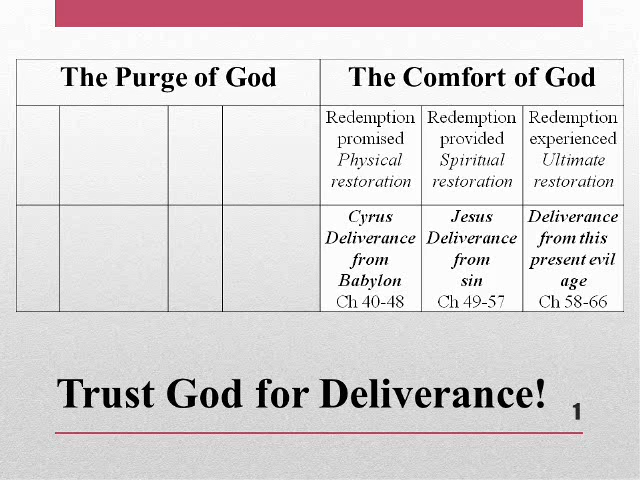 The Purge of God
The Comfort of God
Redemption
promised
Physical
restoration
Redemption
provided
Spiritual
restoration
Redemption
experienced
Ultimate
restoration
Cyrus
Deliverance
from
Babylon
Ch 40-48
Jesus
Deliverance
from
sin
Ch 49-57
Deliverance
from this
present evil
age
Ch 58-66
Trust God for Deliverance!
1